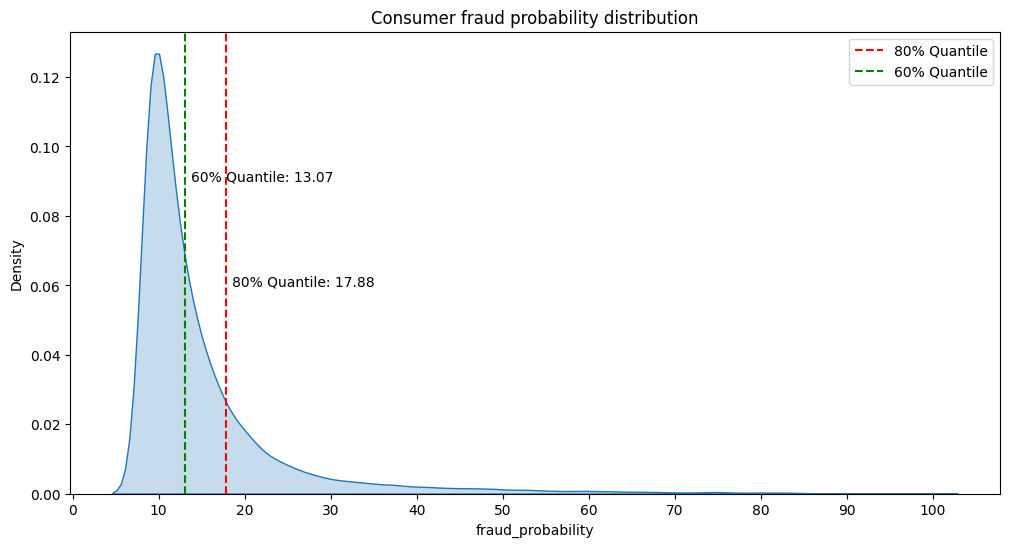 Consumer fraud probability distribution
80% Quantile
60% Quantile
0.12
0.10
0.08
0.06
0.04
0.02
0.00
Density
60% Quantile: 13.07
80% Quantile: 17.88
0 10 20 30 40 50 60 70 80 90 100
fraud_probability